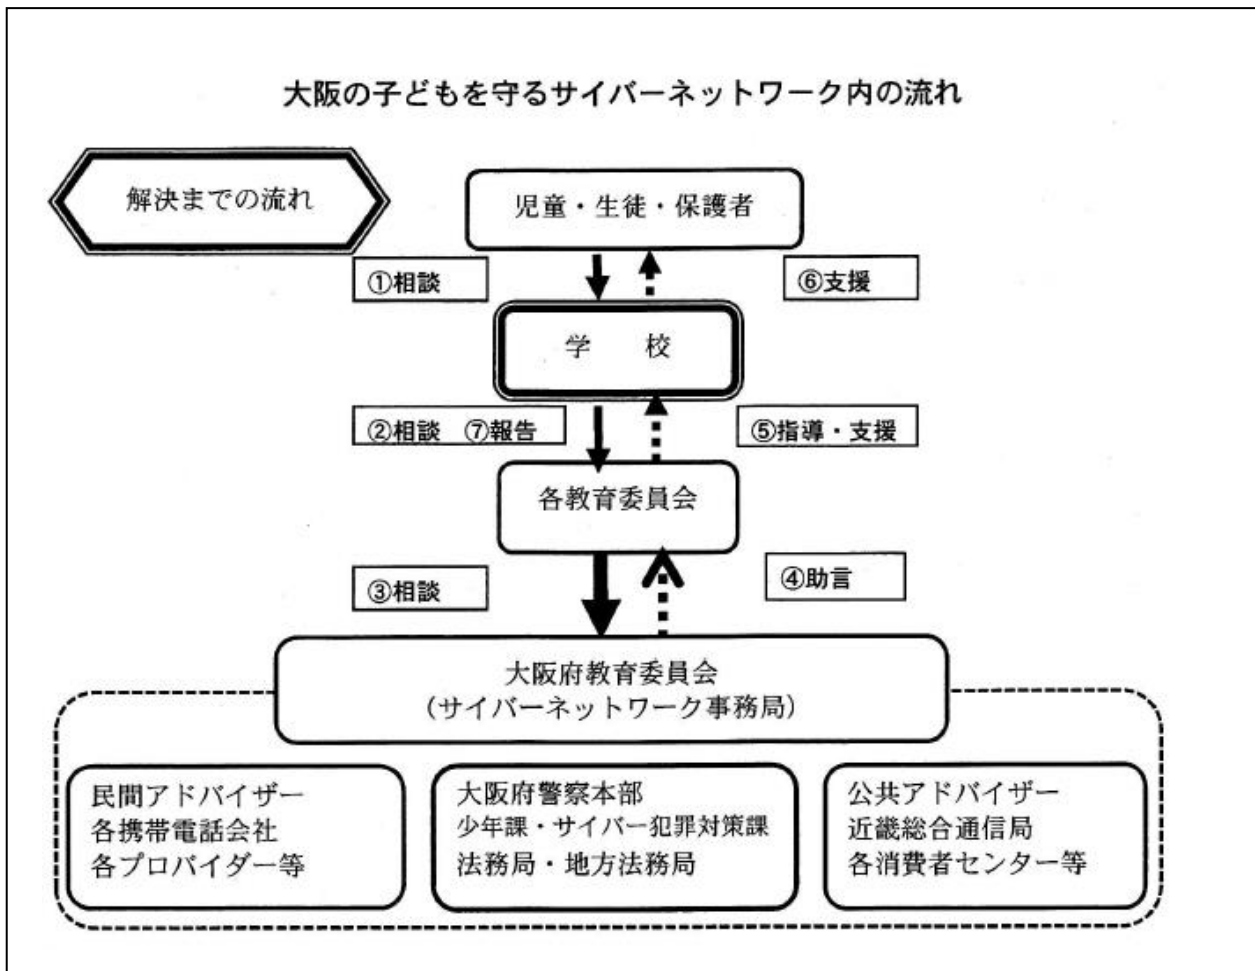 大阪の子どもを守るサイバーネットワーク内の流れ
解決までの流れ
児童・生徒・保護者
①相談
⑥支援
学　　校
②相談　⑦報告
⑤指導・支援
各教育委員会
③相談
④助言
大阪府教育委員会
（サイバーネットワーク事務局）
民間アドバイザー
各携帯電話会社
各プロバイダー等
大阪府警察本部
少年課・サイバー犯罪対策課
法務局・地方法務局
公共アドバイザー
近畿総合通信局
各消費者センター等